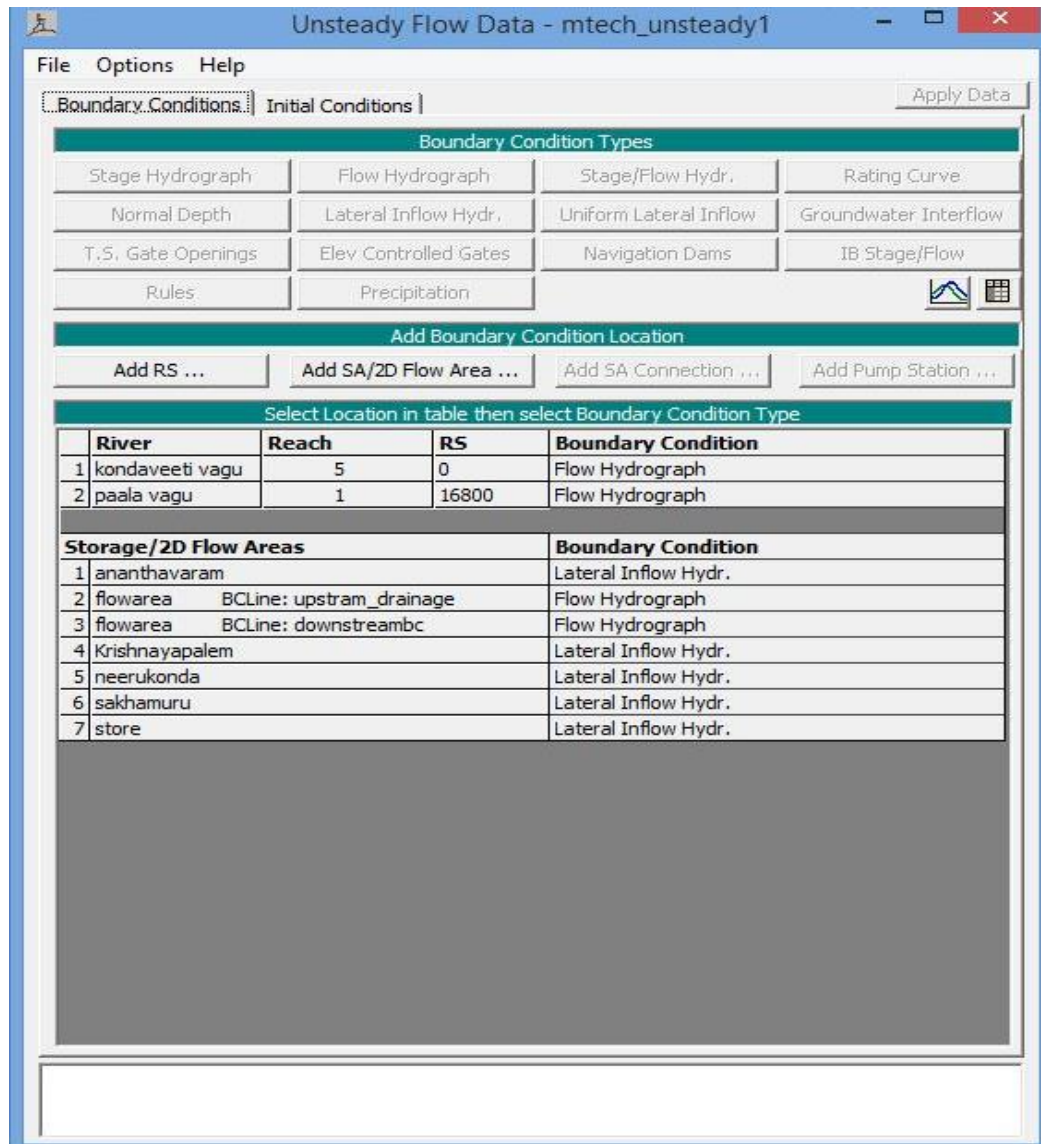 Unsteady Flow Data - mtech_unsteady1
File Options Help
Boundary Conditions Initial Conditions Apply Data
Boundary Condition Types
Stage Hydrograph Flow Hydrograph Stage/Flow Hydr. Rating Curve
Normal Depth Lateral Inflow Hydr. Uniform Lateral Inflow Groundwater Interflow
T.S. Gate Openings Elev Controlled Gates Navigation Dams IB Stage/Flow
Rules Precipitation
Add Boundary Condition Location
Add RS ... Add SA/2D Flow Area ... Add SA Connection ... Add Pump Station ...
Select Location in table then select Boundary Condition Type
River Reach RS Boundary Condition
1 kondaveeti vagu 5 0 Flow Hydrograph
2 paala vagu 1 16800 Flow Hydrograph
Storage/2D Flow Areas Boundary Condition
1 ananthavaram Lateral Inflow Hydr.
2 flowarea BCLine: upstram_drainage Flow Hydrograph
3 flowarea BCLine: downstreambc Flow Hydrograph
4 Krishnayapalem Lateral Inflow Hydr.
5 neerukonda Lateral Inflow Hydr.
6 sakhamuru Lateral Inflow Hydr.
7 store Lateral Inflow Hydr.